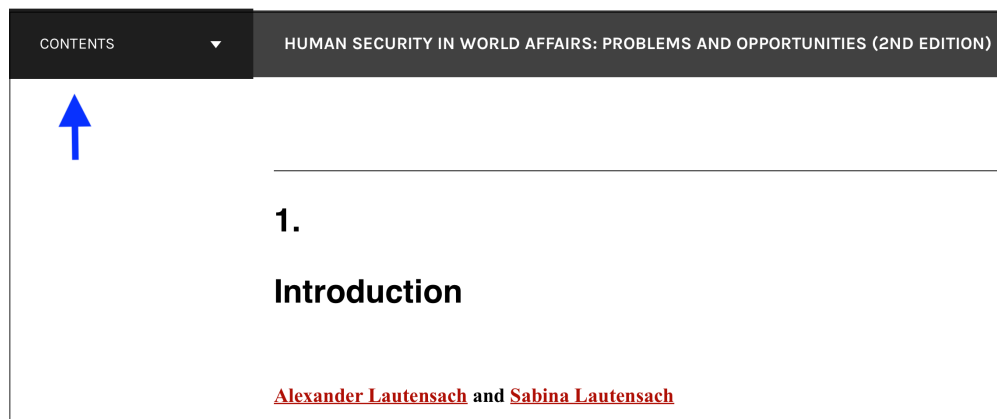 CONTENTS
HUMAN SECURITY IN WORLD AFFAIRS: PROBLEMS AND OPPORTUNITIES (2ND EDITION)
1.
Introduction
Alexander Lautensach and Sabina Lautensach